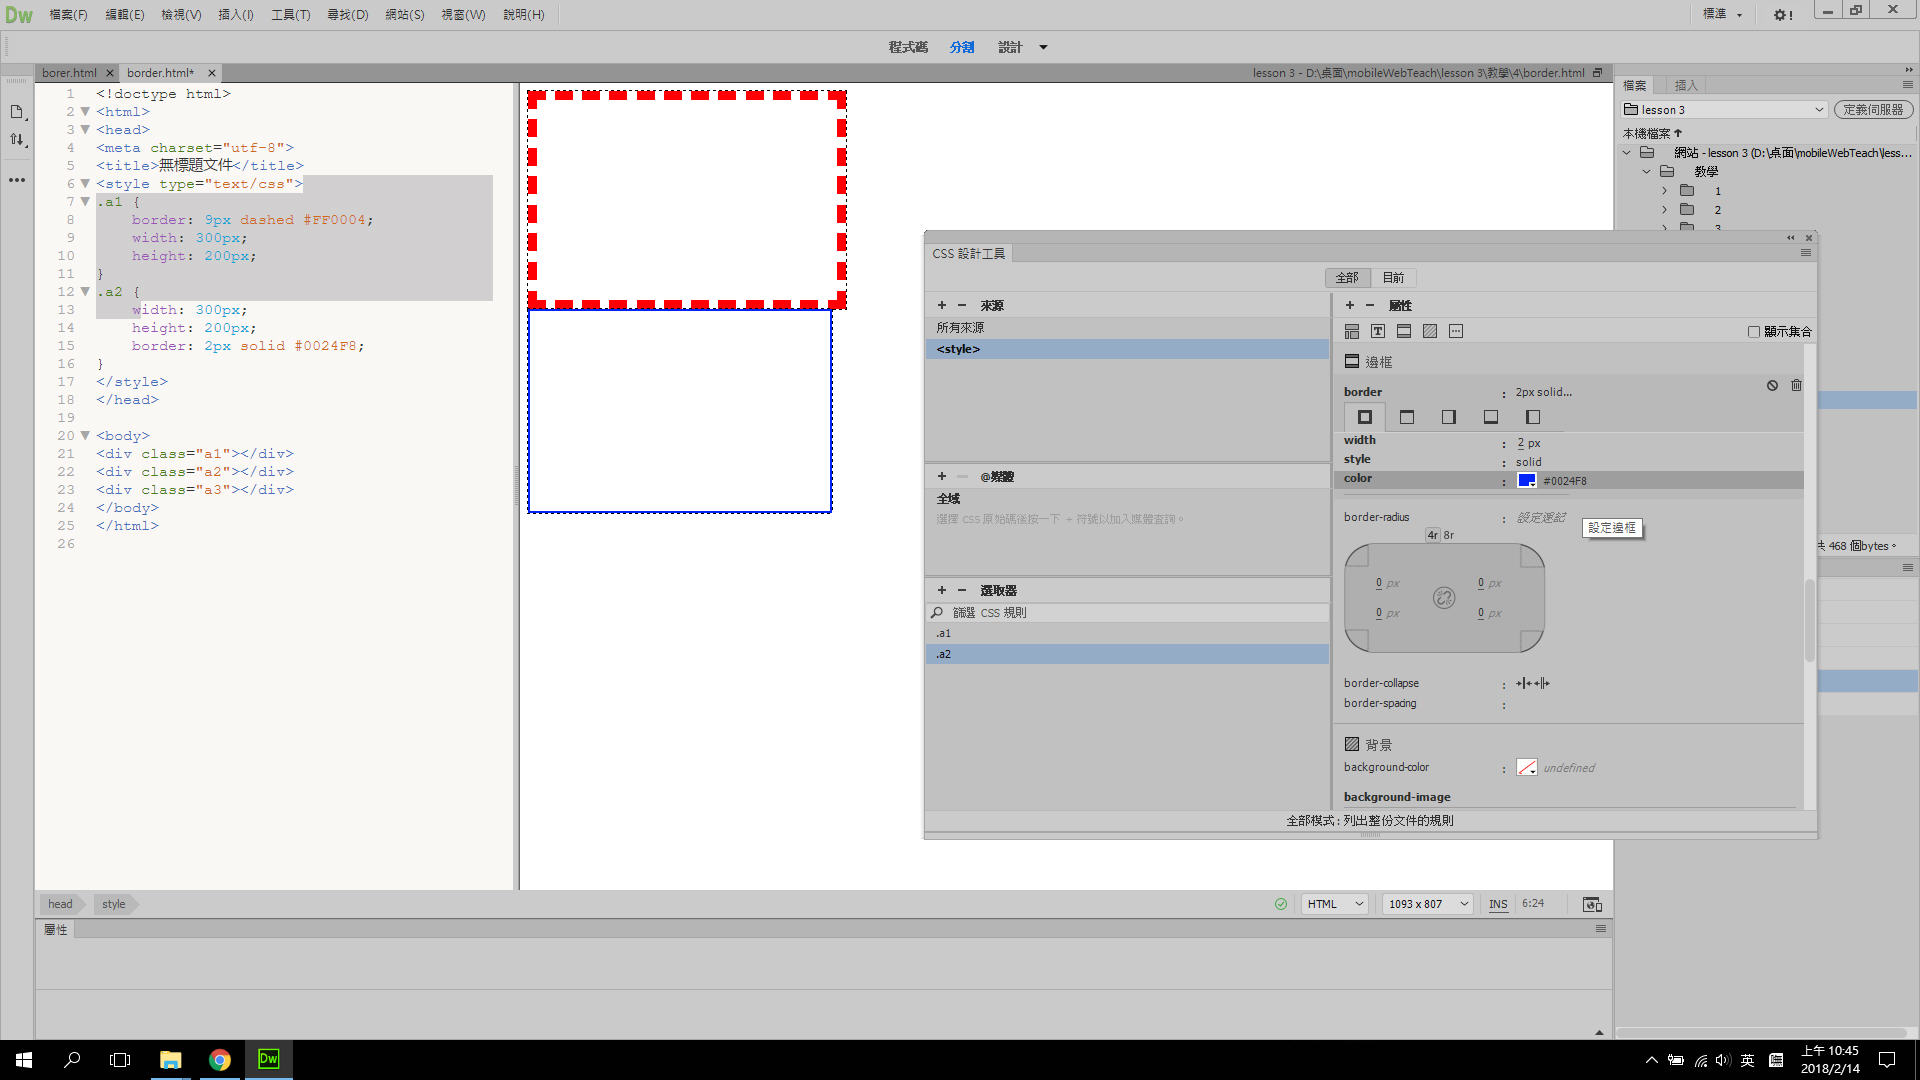 Dw 檔案(F) 編輯(E) 檢視(V) 插入(I) 工具(T) 尋找(D) 網站(S) 視窗(W) 說明(H) 標準
程式碼 分割 設計
borer.html border.html* lesson 3 - D:\桌面\mobileWebTeach\lesson 3\教學\4\border.html
1 <!doctype html>
2 <html>
3 <head>
4 <meta charset="utf-8">
5 <title>無標題文件</title>
6 <style type="text/css">
7 .a1 {
8 border: 9px dashed #FF0004;
9 width: 300px;
10 height: 200px;
11 }
12 .a2 {
13 width: 300px;
14 height: 200px;
15 border: 2px solid #0024F8;
16 }
17 </style>
18 </head>
19
20 <body>
21 <div class="a1"></div>
22 <div class="a2"></div>
23 <div class="a3"></div>
24 </body>
25 </html>
26
CSS 設計工具
全部 目前
+ − 來源
所有來源
<style>
+ − @媒體
全域
選擇 CSS 原始碼後按一下 + 符號以加入媒體查詢。
+ − 選取器
篩選 CSS 規則
.a1
.a2
+ − 屬性
顯示集合
邊框
border : 2px solid...
width : 2 px
style : solid
color : #0024F8
border-radius : 設定速記
設定邊框
4r 8r
0 px 0 px
0 px 0 px
border-collapse :
border-spacing :
背景
background-color : undefined
background-image
全部模式 : 列出整份文件的規則
檔案 插入
lesson 3 定義伺服器
本機檔案
網站 - lesson 3 (D:\桌面\mobileWebTeach\less...
教學
1
2
3
共 468 個bytes。
head style HTML 1093 x 807 INS 6:24
屬性
Dw 英 上午 10:45
2018/2/14